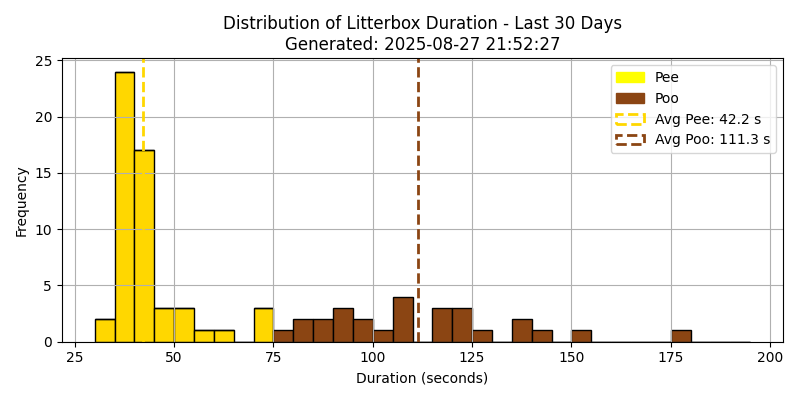 Distribution of Litterbox Duration - Last 30 Days
Generated: 2025-08-27 21:52:27
Pee
Poo
Avg Pee: 42.2 s
Avg Poo: 111.3 s
Frequency
25
20
15
10
5
0
25 50 75 100 125 150 175 200
Duration (seconds)